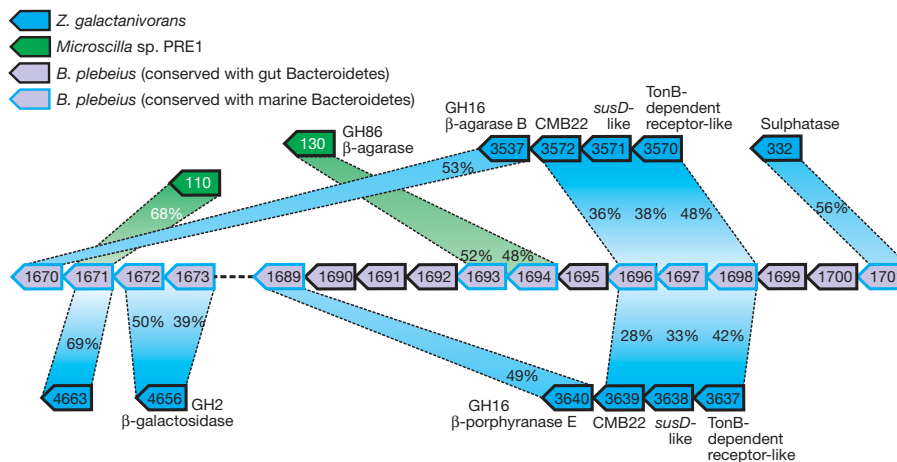 Z. galactanivorans
Microscilla sp. PRE1
B. plebeius (conserved with gut Bacteroidetes)
B. plebeius (conserved with marine Bacteroidetes)
GH86
β-agarase
GH16
β-agarase B
CMB22
susD-
like
TonB-
dependent
receptor-like
Sulphatase
130
3537
3572
3571
3570
332
110
53%
68%
36%
38%
48%
56%
52%
48%
1670
1671
1672
1673
1689
1690
1691
1692
1693
1694
1695
1696
1697
1698
1699
1700
170
50%
39%
28%
33%
42%
69%
49%
4663
4656
GH2
β-galactosidase
GH16
β-porphyranase E
3640
3639
3638
3637
CMB22
susD-
like
TonB-
dependent
receptor-like